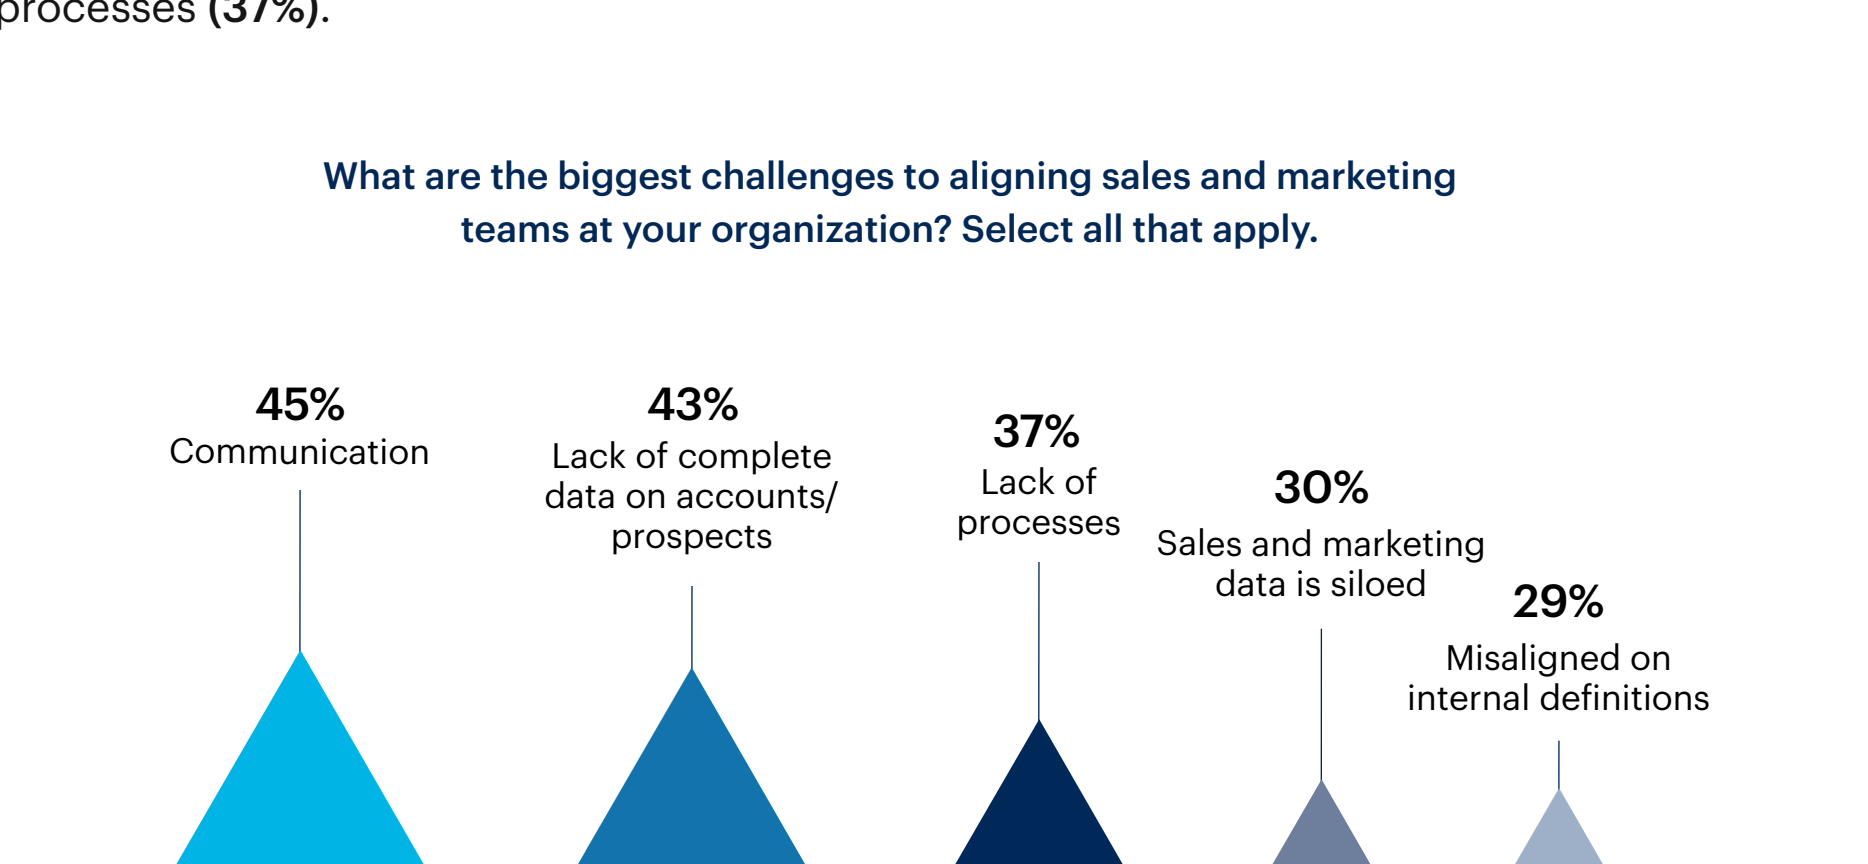 processes (37%).
What are the biggest challenges to aligning sales and marketing
teams at your organization? Select all that apply.
45%
Communication
43%
Lack of complete
data on accounts/
prospects
37%
Lack of
processes
30%
Sales and marketing
data is siloed
29%
Misaligned on
internal definitions